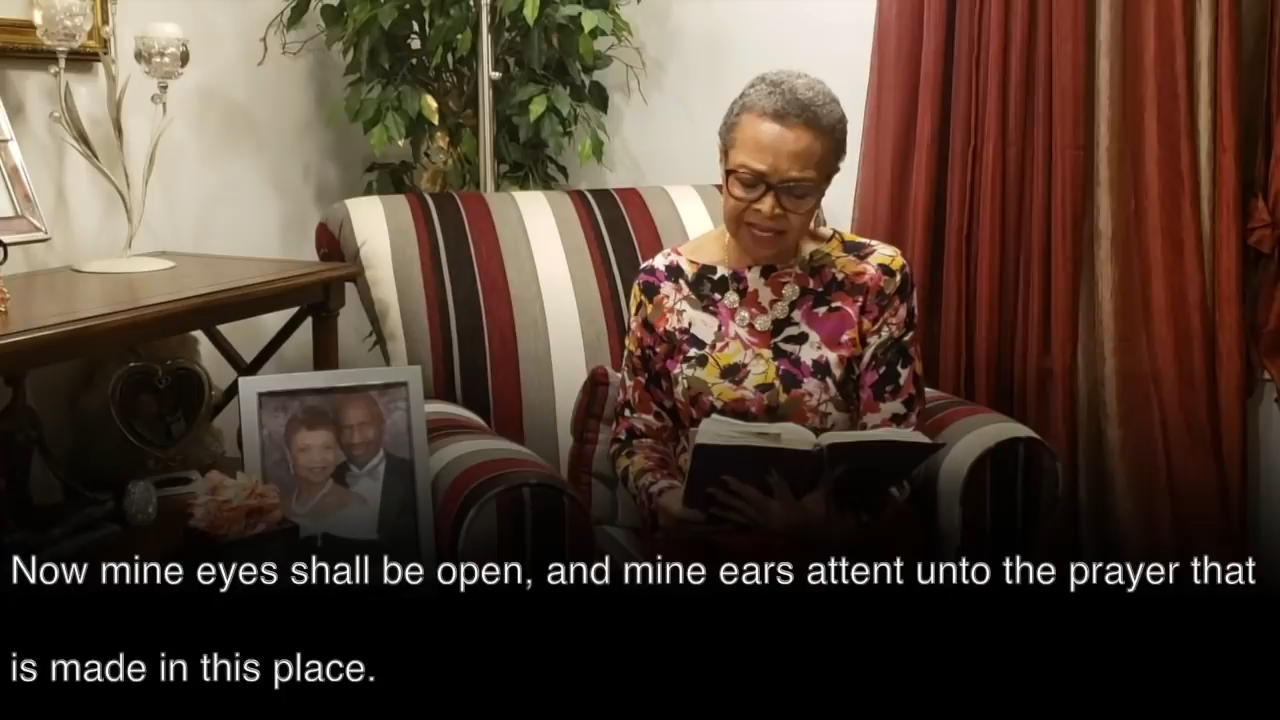 Now mine eyes shall be open, and mine ears attent unto the prayer that
is made in this place.